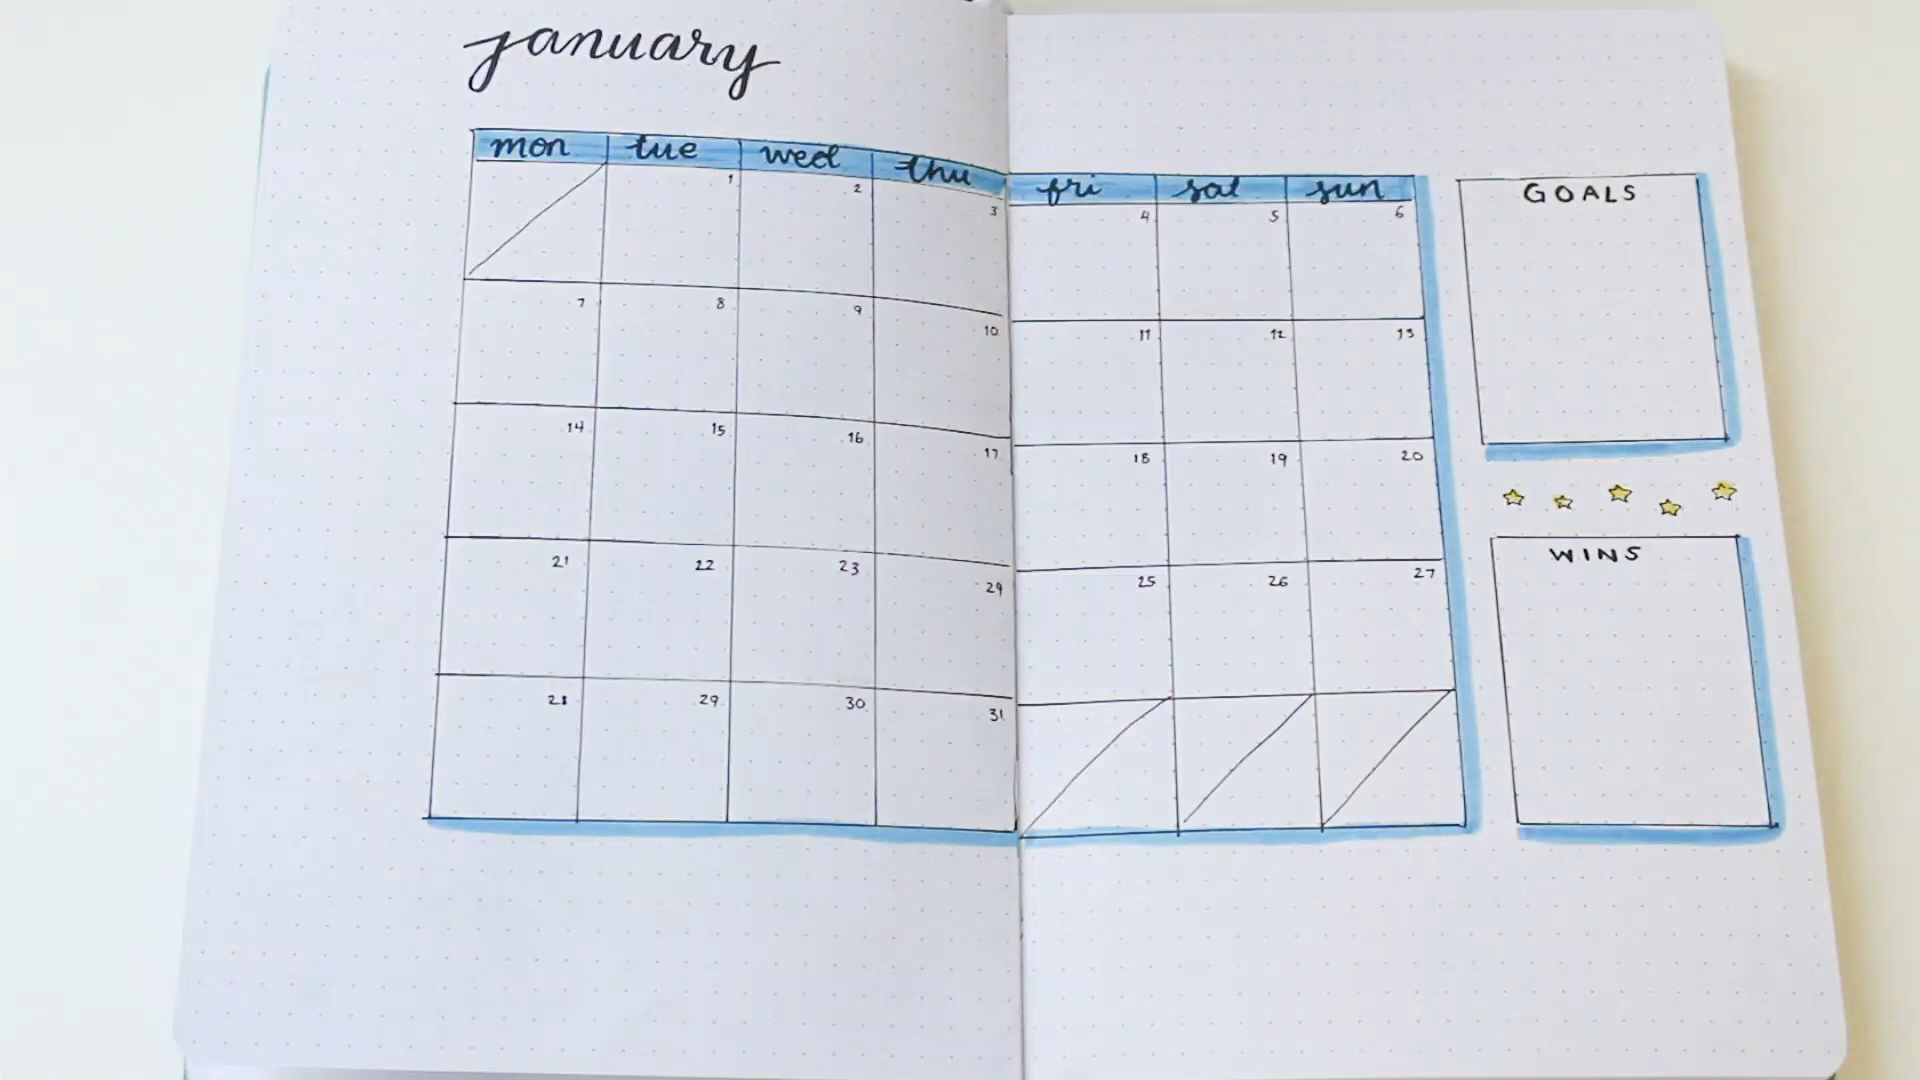 january
mon tue wed thu fri sat sun
1 2 3 4 5 6
7 8 9 10 11 12 13
14 15 16 17 18 19 20
21 22 23 29 25 26 27
28 29 30 31
GOALS
WINS